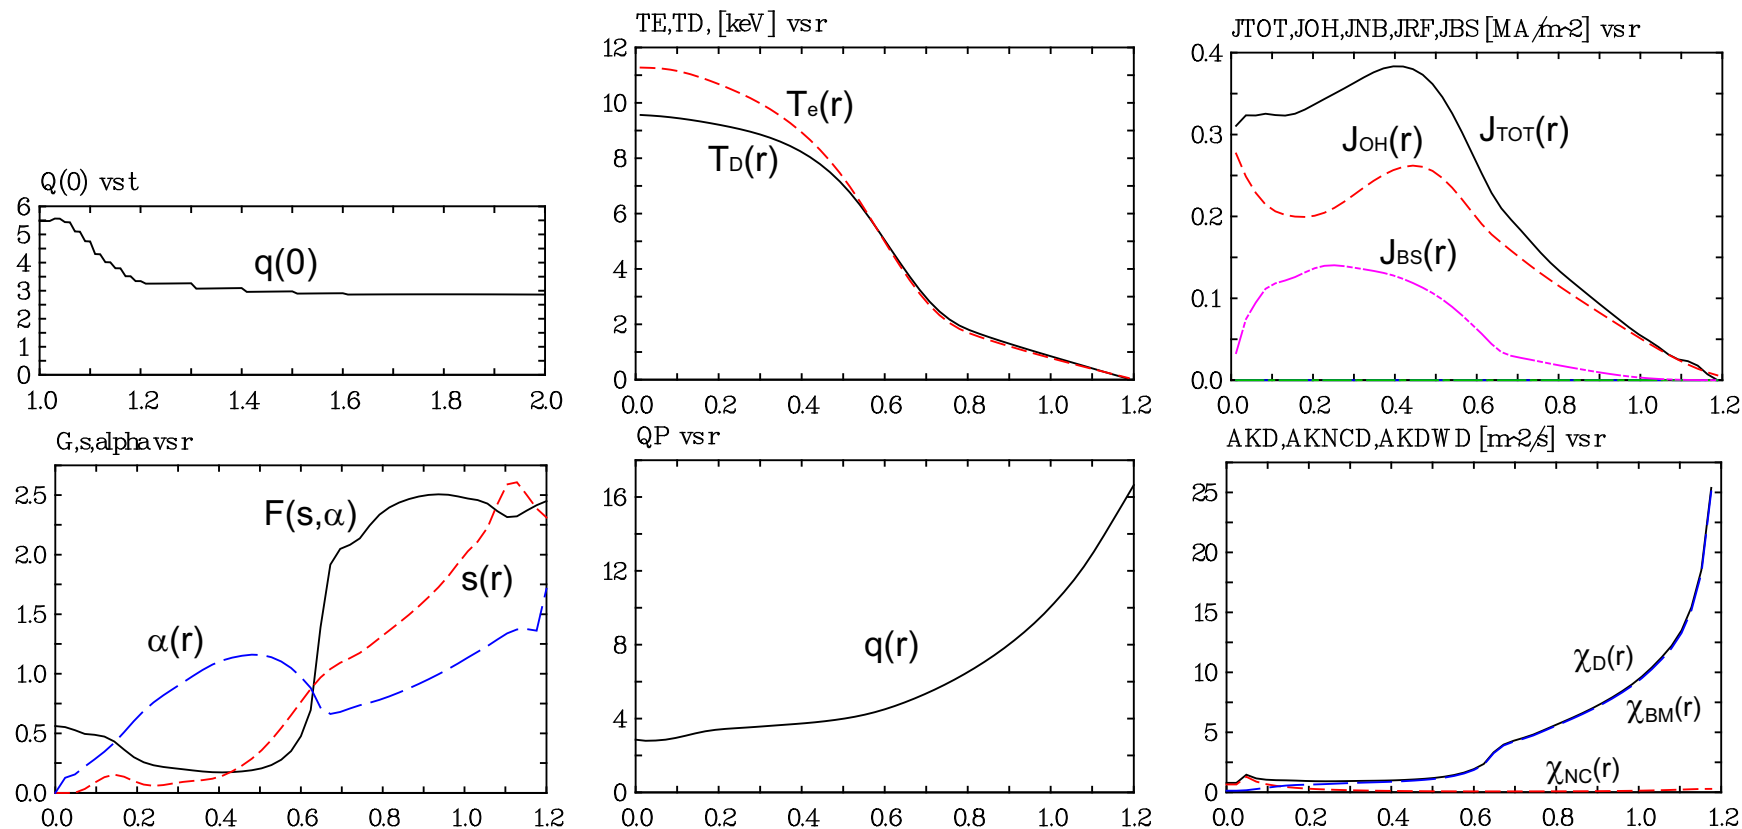 Q(0) vs t
6
5
4
3
2
1
0
q(0)
1.0 1.2 1.4 1.6 1.8 2.0
TE,TD, [keV] vs r
12
10
8
6
4
2
0
Te(r)
TD(r)
0.0 0.2 0.4 0.6 0.8 1.0 1.2
JTOT,JOH,JNB,JRF,JBS [MA/m^2] vs r
0.4
0.3
0.2
0.1
0.0
JTOT(r)
JOH(r)
JBS(r)
0.0 0.2 0.4 0.6 0.8 1.0 1.2
G,s,alpha vs r
2.5
2.0
1.5
1.0
0.5
0.0
F(s,α)
s(r)
α(r)
0.0 0.2 0.4 0.6 0.8 1.0 1.2
QP vs r
16
12
8
4
0
q(r)
0.0 0.2 0.4 0.6 0.8 1.0 1.2
AKD,AKNCD,AKDWD [m^2/s] vs r
25
20
15
10
5
0
χD(r)
χBM(r)
χNC(r)
0.0 0.2 0.4 0.6 0.8 1.0 1.2